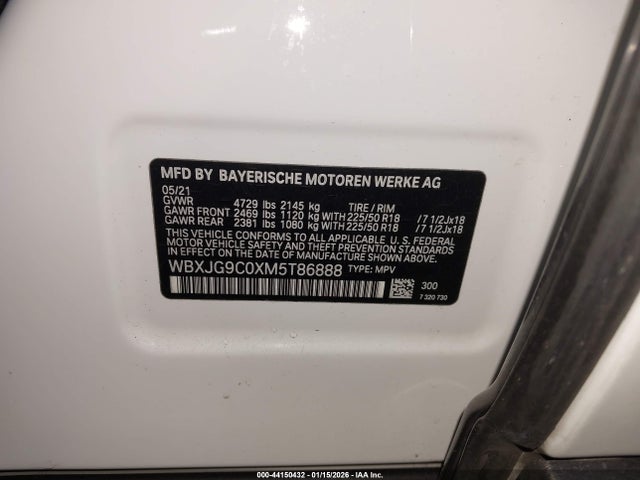 MFD BY BAYERISCHE MOTOREN WERKE AG
05/21
GVWR 4729 lbs 2145 kg TIRE / RIM
GAWR FRONT 2469 lbs 1120 kg WITH 225/50 R18 / 7 1/2Jx18
GAWR REAR 2381 lbs 1080 kg WITH 225/50 R18 / 7 1/2Jx18
THIS VEHICLE CONFORMS TO ALL APPLICABLE U.S. FEDERAL
MOTOR VEHICLE SAFETY AND THEFT PREVENTION STANDARDS
IN EFFECT ON THE DATE OF MANUFACTURE SHOWN ABOVE.
WBXJG9C0XM5T86888 TYPE: MPV
300
7 320 730
000-44150432 - 01/15/2026 - IAA Inc.